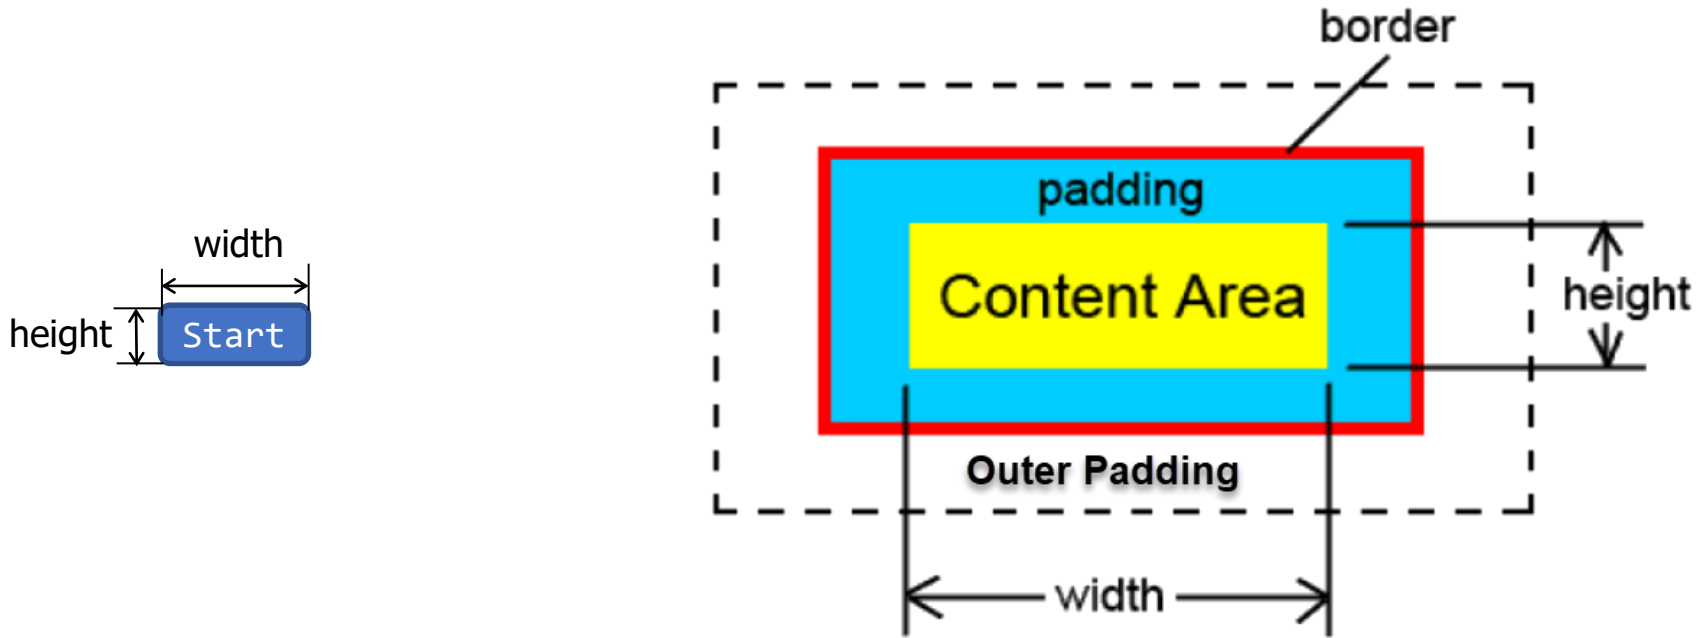 width
height
Start
border
padding
Content Area
height
Outer Padding
width